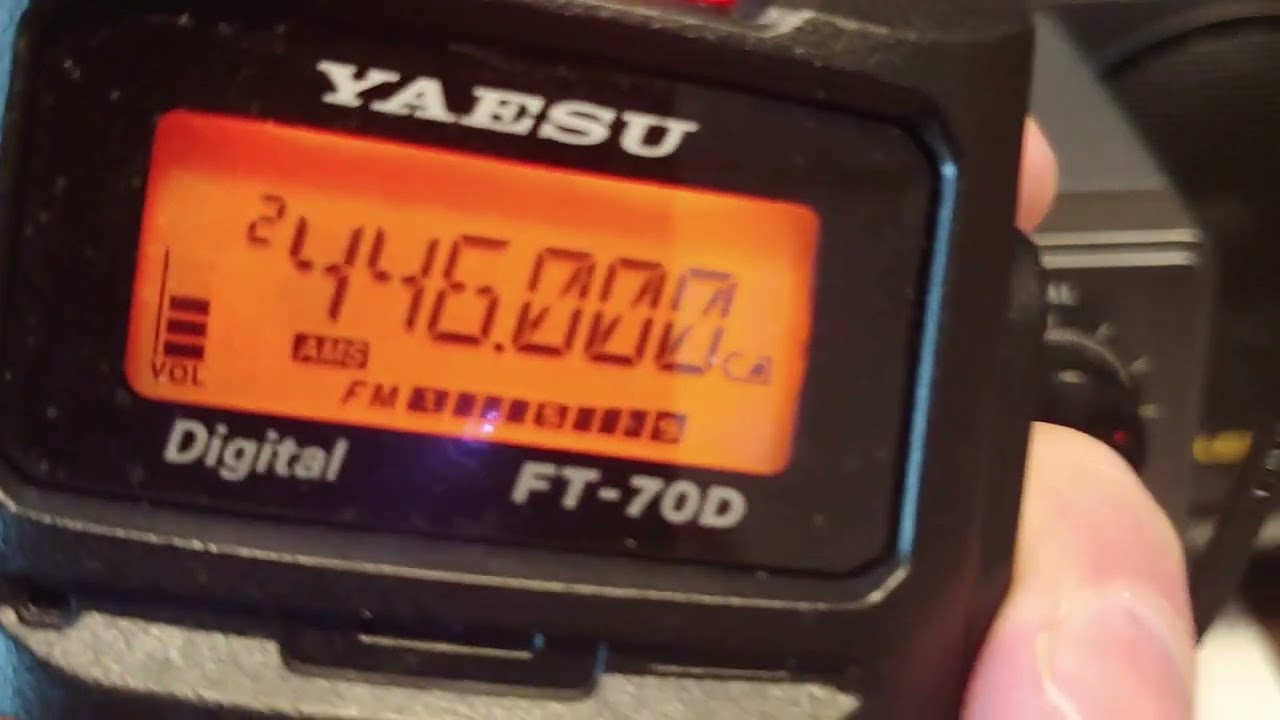 YAESU
2 446.000
AMS
VOL
FM
Digital FT-70D